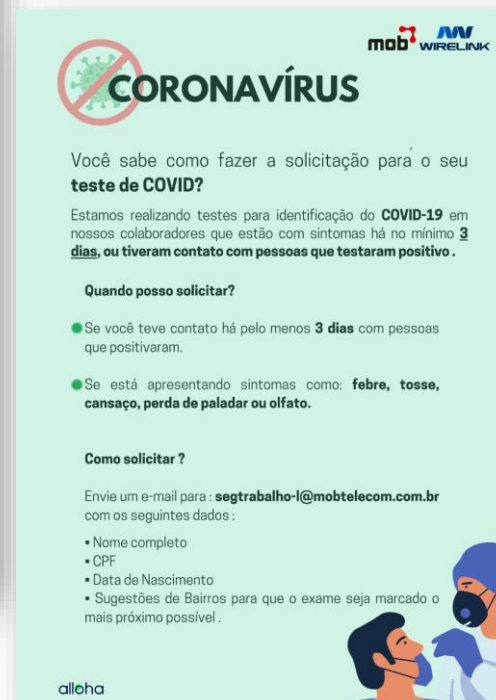 mob
WIRELINK
CORONAVÍRUS
Você sabe como fazer a solicitação para o seu
teste de COVID?
Estamos realizando testes para identificação do COVID-19 em
nossos colaboradores que estão com sintomas há no mínimo 3
dias, ou tiveram contato com pessoas que testaram positivo .
Quando posso solicitar?
Se você teve contato há pelo menos 3 dias com pessoas
que positivaram.
Se está apresentando sintomas como: febre, tosse,
cansaço, perda de paladar ou olfato.
Como solicitar ?
Envie um e-mail para : segtrabalho-l@mobtelecom.com.br
com os seguintes dados :
▪ Nome completo
▪ CPF
▪ Data de Nascimento
▪ Sugestões de Bairros para que o exame seja marcado o
mais próximo possível .
alloha